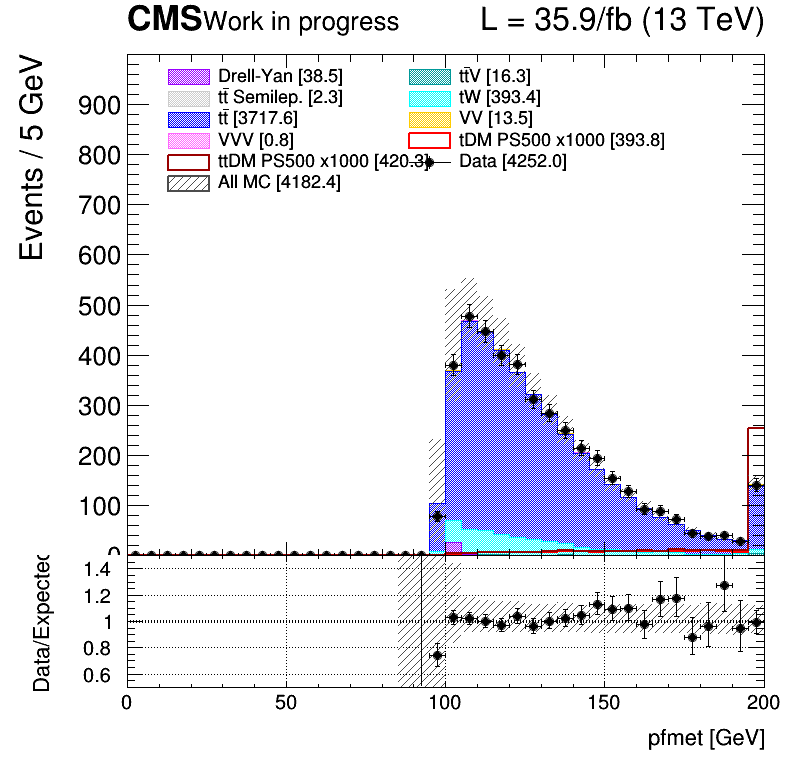 CMS Work in progress L = 35.9/fb (13 TeV)
Events / 5 GeV
Drell-Yan [38.5] tt̄V [16.3]
tt̄ Semilep. [2.3] tW [393.4]
tt̄ [3717.6] VV [13.5]
VVV [0.8] tDM PS500 x1000 [393.8]
ttDM PS500 x1000 [420.3] Data [4252.0]
All MC [4182.4]
900
800
700
600
500
400
300
200
100
0
Data/Expected
1.4
1.2
1
0.8
0.6
0 50 100 150 200
pfmet [GeV]